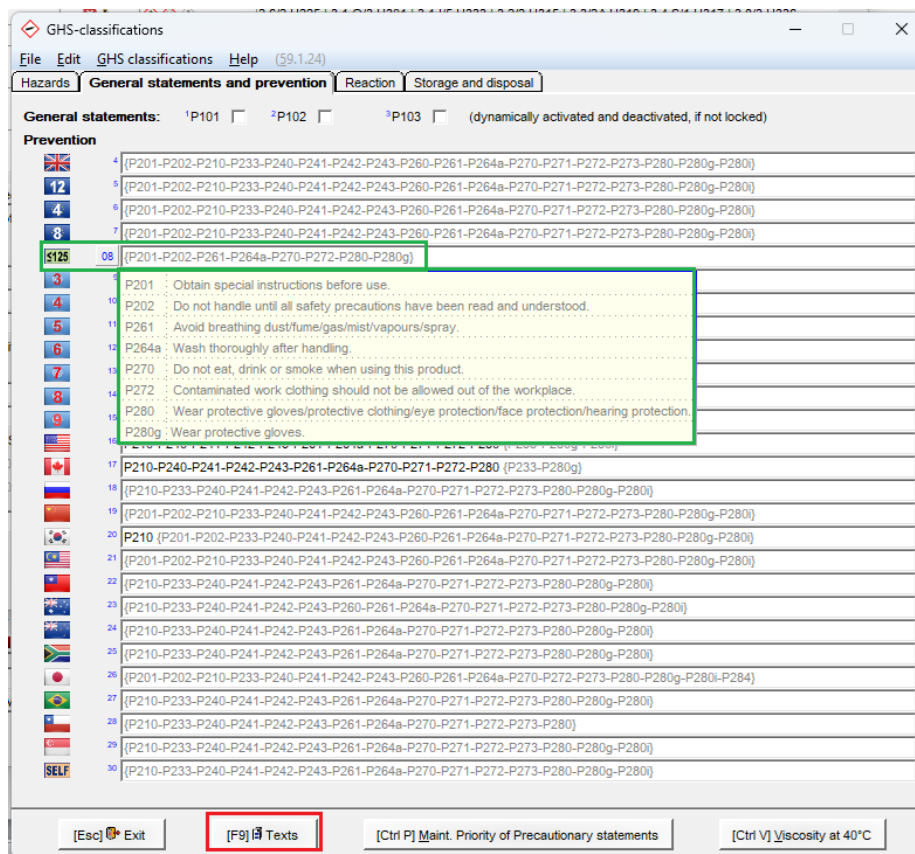 GHS-classifications
File Edit GHS classifications Help (59.1.24)
Hazards General statements and prevention Reaction Storage and disposal
General statements: 1P101 2P102 3P103 (dynamically activated and deactivated, if not locked)
Prevention
4 {P201-P202-P210-P233-P240-P241-P242-P243-P260-P261-P264a-P270-P271-P272-P273-P280-P280g-P280i}
12 5 {P201-P202-P210-P233-P240-P241-P242-P243-P260-P261-P264a-P270-P271-P272-P273-P280-P280g-P280i}
4 6 {P201-P202-P210-P233-P240-P241-P242-P243-P260-P261-P264a-P270-P271-P272-P273-P280-P280g-P280i}
8 7 {P201-P202-P210-P233-P240-P241-P242-P243-P260-P261-P264a-P270-P271-P272-P273-P280-P280g-P280i}
≤125 08 {P201-P202-P261-P264a-P270-P272-P280-P280g}
3 9
P201 Obtain special instructions before use.
4 10 P202 Do not handle until all safety precautions have been read and understood.
5 11 P261 Avoid breathing dust/fume/gas/mist/vapours/spray.
6 12 P264a Wash thoroughly after handling.
7 13 P270 Do not eat, drink or smoke when using this product.
8 14 P272 Contaminated work clothing should not be allowed out of the workplace.
9 15 P280 Wear protective gloves/protective clothing/eye protection/face protection/hearing protection.
P280g Wear protective gloves.
16
17 P210-P240-P241-P242-P243-P261-P264a-P270-P271-P272-P280 {P233-P280g}
18 {P210-P233-P240-P241-P242-P243-P261-P264a-P270-P271-P272-P273-P280-P280g-P280i}
19 {P201-P202-P210-P233-P240-P241-P242-P243-P260-P261-P264a-P270-P271-P272-P273-P280-P280g-P280i}
20 P210 {P201-P202-P233-P240-P241-P242-P243-P260-P261-P264a-P270-P271-P272-P273-P280-P280g-P280i}
21 {P201-P202-P210-P233-P240-P241-P242-P243-P260-P261-P264a-P270-P271-P272-P273-P280-P280g-P280i}
22 {P210-P233-P240-P241-P242-P243-P261-P264a-P270-P271-P272-P273-P280-P280g-P280i}
23 {P210-P233-P240-P241-P242-P243-P260-P261-P264a-P270-P271-P272-P273-P280-P280g-P280i}
24 {P210-P233-P240-P241-P242-P243-P261-P264a-P270-P271-P272-P273-P280-P280g-P280i}
25 {P210-P233-P240-P241-P242-P243-P261-P264a-P270-P271-P272-P273-P280-P280g-P280i}
26 {P201-P202-P210-P233-P240-P241-P242-P243-P260-P261-P264a-P270-P271-P272-P273-P280-P280g-P280i-P284}
27 {P210-P233-P240-P241-P242-P243-P261-P264a-P270-P271-P272-P273-P280-P280g-P280i}
28 {P210-P233-P240-P241-P242-P243-P261-P264a-P270-P271-P272-P273-P280}
29 {P210-P233-P240-P241-P242-P243-P261-P264a-P270-P271-P272-P273-P280-P280g-P280i}
SELF 30 {P210-P233-P240-P241-P242-P243-P261-P264a-P270-P271-P272-P273-P280-P280g-P280i}
[Esc] Exit [F9] Texts [Ctrl P] Maint. Priority of Precautionary statements [Ctrl V] Viscosity at 40°C